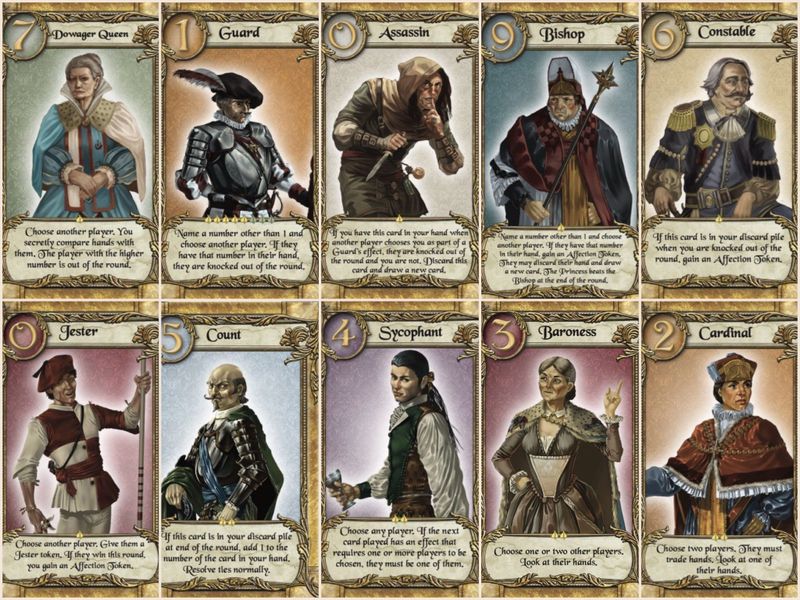 7
Dowager Queen
Choose another player. You
secretly compare hands with
them. The player with the higher
number is out of the round.
1
Guard
Name a number other than 1 and
choose another player. If they
have that number in their hand,
they are knocked out of the round.
0
Assassin
If you have this card in your hand when
another player chooses you as part of a
Guard's effect, they are knocked out of
the round and you are not. Discard this
card and draw a new card.
9
Bishop
Name a number other than 1 and choose
another player. If they have that number
in their hand, gain an Affection Token.
They may discard their hand and draw
a new card. The Princess beats the
Bishop at the end of the round.
6
Constable
If this card is in your discard pile
when you are knocked out of the
round, gain an Affection Token.
0
Jester
Choose another player. Give them a
Jester token. If they win this round,
you gain an Affection Token.
5
Count
If this card is in your discard pile
at end of the round, add 1 to the
number of the card in your hand.
Resolve ties normally.
4
Sycophant
Choose any player. If the next
card played has an effect that
requires one or more players to be
chosen, they must be one of them.
3
Baroness
Choose one or two other players.
Look at their hands.
2
Cardinal
Choose two players. They must
trade hands. Look at one of
their hands.